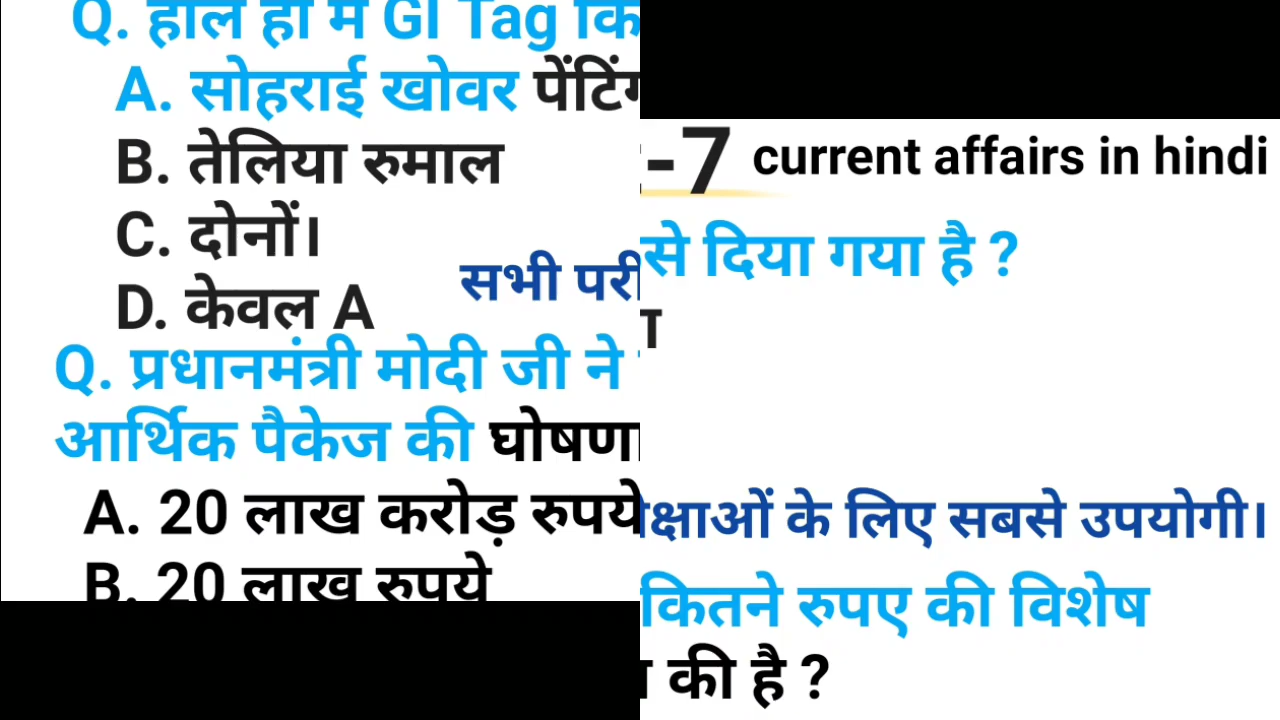 Q. हाल ही में GI Tag कि
A. सोहराई खोवर पेंटिंग
B. तेलिया रुमाल
C. दोनों।
D. केवल A
सभी परी
Q. प्रधानमंत्री मोदी जी ने
आर्थिक पैकेज की घोषणा
A. 20 लाख करोड़ रुपये
B. 20 लाख रुपये
-7 current affairs in hindi
से दिया गया है ?
क्षाओं के लिए सबसे उपयोगी।
कितने रुपए की विशेष
की है ?